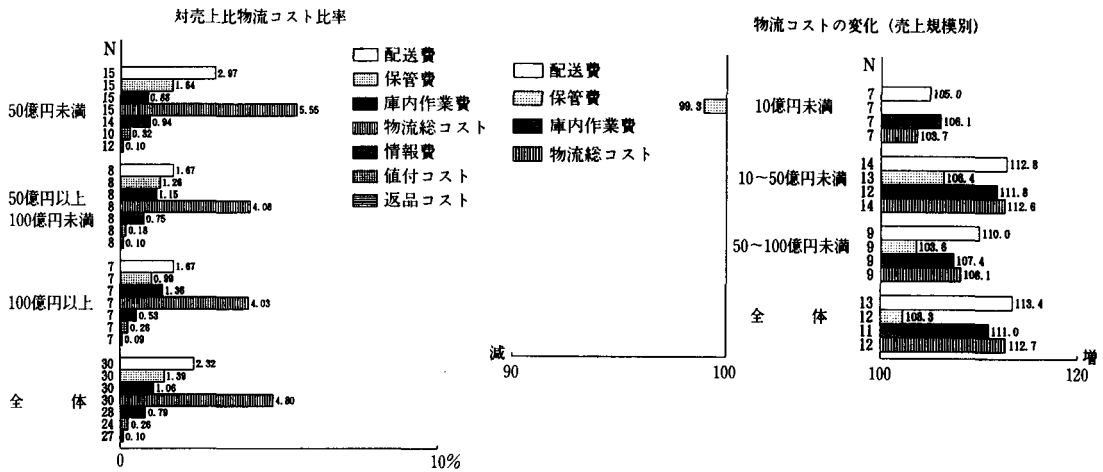 対売上比物流コスト比率
N
50億円未満
15 2.97
15 1.64
15 0.88
15 5.55
14 0.94
10 0.32
12 0.10
50億円以上
100億円未満
8 1.67
8 1.26
8 1.15
8 4.08
8 0.75
8 0.18
8 0.10
100億円以上
7 1.67
7 0.99
7 1.36
7 4.03
7 0.53
7 0.26
7 0.09
全体
30 2.32
30 1.39
30 1.06
30 4.80
28 0.79
24 0.26
27 0.10
0 10%
配送費
保管費
庫内作業費
物流総コスト
情報費
値付コスト
返品コスト
物流コストの変化（売上規模別）
配送費
保管費
庫内作業費
物流総コスト
99.3
減
90 100
N
10億円未満
7 105.0
7
7 106.1
7 103.7
10～50億円未満
14 112.8
13 106.4
12 111.8
14 112.6
50～100億円未満
9 110.0
9 103.6
9 107.4
9 108.1
全体
13 113.4
12
11 111.0
12 112.7
増
100 120